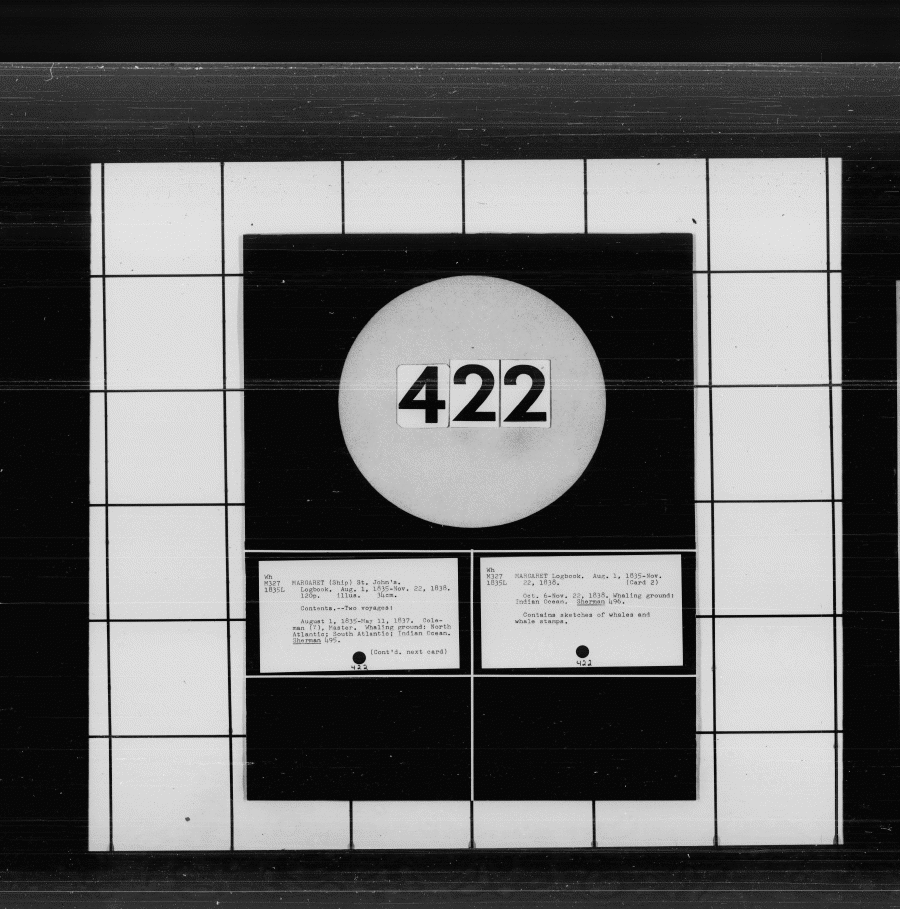 422
Wh
M327 MARGARET (Ship) St. John's.
1835L Logbook. Aug. 1, 1835-Nov. 22, 1838.
120p. illus. 34cm.
Contents.--Two voyages:
August 1, 1835-May 11, 1837. Cole-
man (?), Master. Whaling ground: North
Atlantic; South Atlantic; Indian Ocean.
Sherman 495.
(Cont'd. next card)
422
Wh
M327 MARGARET Logbook. Aug. 1, 1835-Nov.
1835L 22, 1838. (Card 2)
Oct. 6-Nov. 22, 1838. Whaling ground:
Indian Ocean. Sherman 496.
Contains sketches of whales and
whale stamps.
422